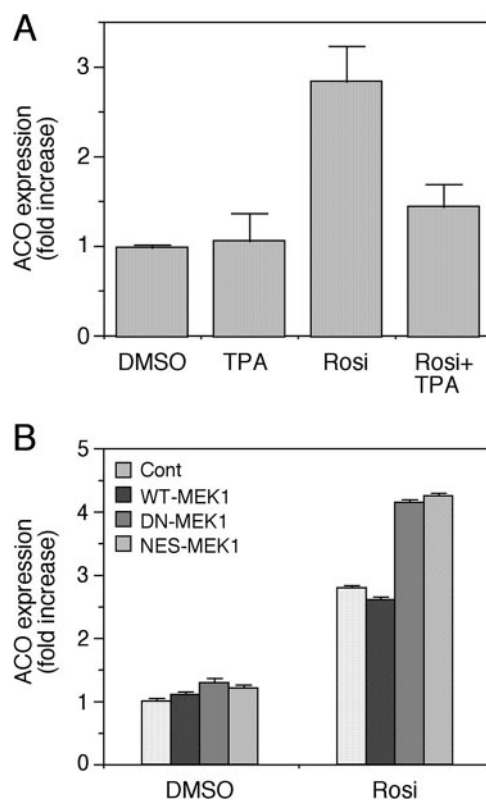 A
ACO expression
(fold increase)
3
2
1
0
DMSO TPA Rosi Rosi+
TPA
B
ACO expression
(fold increase)
5
4
3
2
1
0
Cont
WT-MEK1
DN-MEK1
NES-MEK1
DMSO Rosi